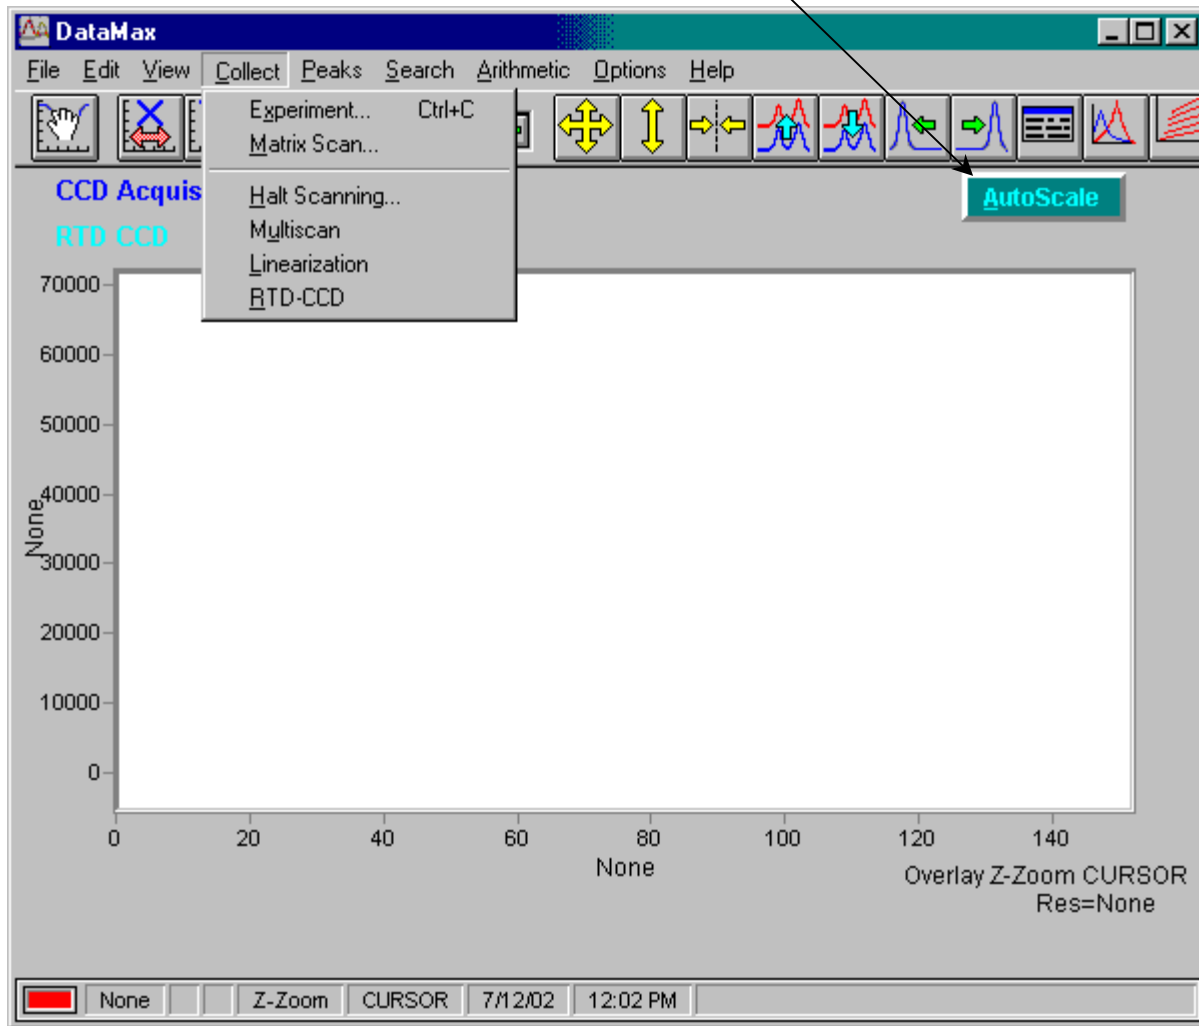 DataMax
File Edit View Collect Peaks Search Arithmetic Options Help
Experiment... Ctrl+C
Matrix Scan...
Halt Scanning...
Multiscan
Linearization
RTD-CCD
CCD Acquis
RTD CCD
AutoScale
70000
60000
50000
40000
30000
20000
10000
0
None
0 20 40 60 80 100 120 140
None
Overlay Z-Zoom CURSOR
Res=None
None Z-Zoom CURSOR 7/12/02 12:02 PM